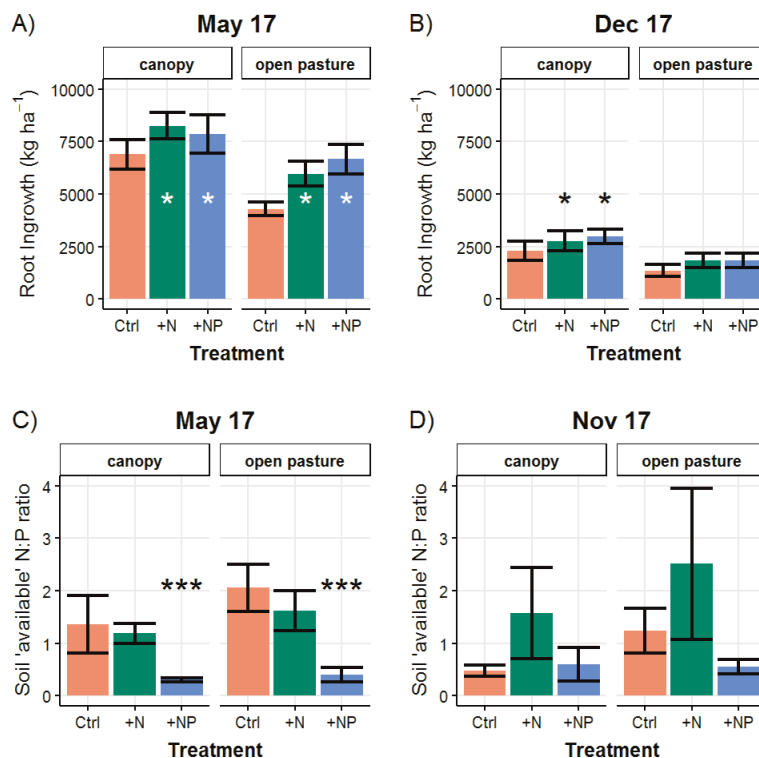 A) May 17
canopy open pasture
Root Ingrowth (kg ha⁻¹)
10000
7500
5000
2500
0
* * * *
Ctrl +N +NP Ctrl +N +NP
Treatment
B) Dec 17
canopy open pasture
Root Ingrowth (kg ha⁻¹)
10000
7500
5000
2500
0
* *
Ctrl +N +NP Ctrl +N +NP
Treatment
C) May 17
canopy open pasture
Soil 'available' N:P ratio
4
3
2
1
0
*** ***
Ctrl +N +NP Ctrl +N +NP
Treatment
D) Nov 17
canopy open pasture
Soil 'available' N:P ratio
4
3
2
1
0
Ctrl +N +NP Ctrl +N +NP
Treatment